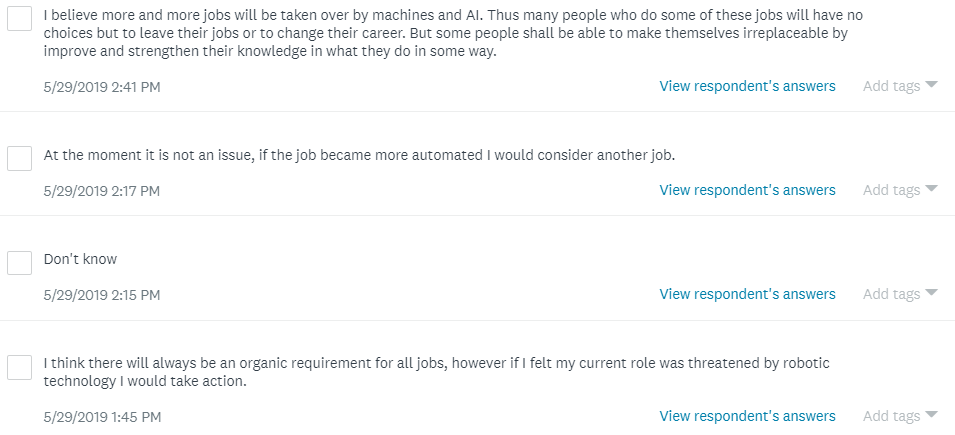 I believe more and more jobs will be taken over by machines and AI. Thus many people who do some of these jobs will have no
choices but to leave their jobs or to change their career. But some people shall be able to make themselves irreplaceable by
improve and strengthen their knowledge in what they do in some way.
5/29/2019 2:41 PM View respondent's answers Add tags
At the moment it is not an issue, if the job became more automated I would consider another job.
5/29/2019 2:17 PM View respondent's answers Add tags
Don't know
5/29/2019 2:15 PM View respondent's answers Add tags
I think there will always be an organic requirement for all jobs, however if I felt my current role was threatened by robotic
technology I would take action.
5/29/2019 1:45 PM View respondent's answers Add tags